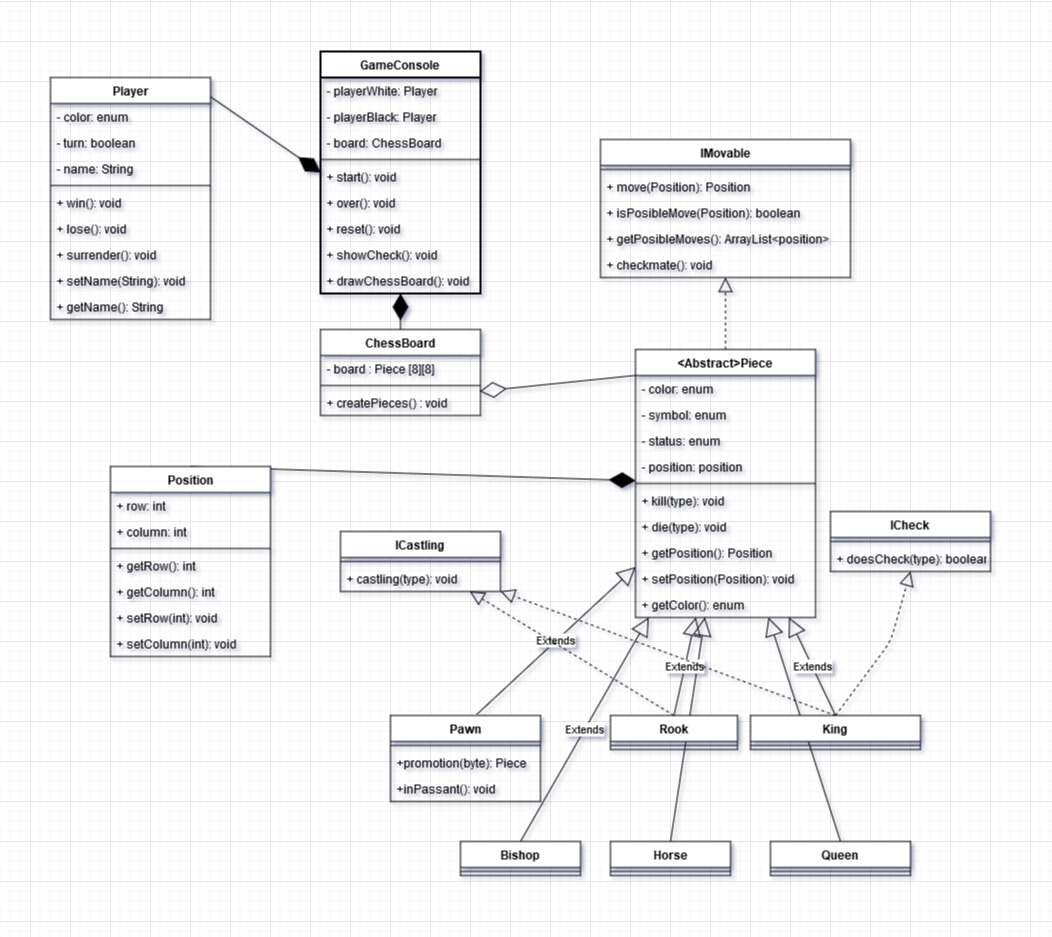 GameConsole
- playerWhite: Player
- playerBlack: Player
- board: ChessBoard
+ start(): void
+ over(): void
+ reset(): void
+ showCheck(): void
+ drawChessBoard(): void
Player
- color: enum
- turn: boolean
- name: String
+ win(): void
+ lose(): void
+ surrender(): void
+ setName(String): void
+ getName(): String
IMovable
+ move(Position): Position
+ isPosibleMove(Position): boolean
+ getPosibleMoves(): ArrayList<position>
+ checkmate(): void
ChessBoard
- board : Piece [8][8]
+ createPieces() : void
<Abstract>Piece
- color: enum
- symbol: enum
- status: enum
- position: position
+ kill(type): void
+ die(type): void
+ getPosition(): Position
+ setPosition(Position): void
+ getColor(): enum
Position
+ row: int
+ column: int
+ getRow(): int
+ getColumn(): int
+ setRow(int): void
+ setColumn(int): void
ICastling
+ castling(type): void
ICheck
+ doesCheck(type): boolean
Extends
Extends
Extends
Extends
Pawn
+promotion(byte): Piece
+inPassant(): void
Rook
King
Bishop
Horse
Queen